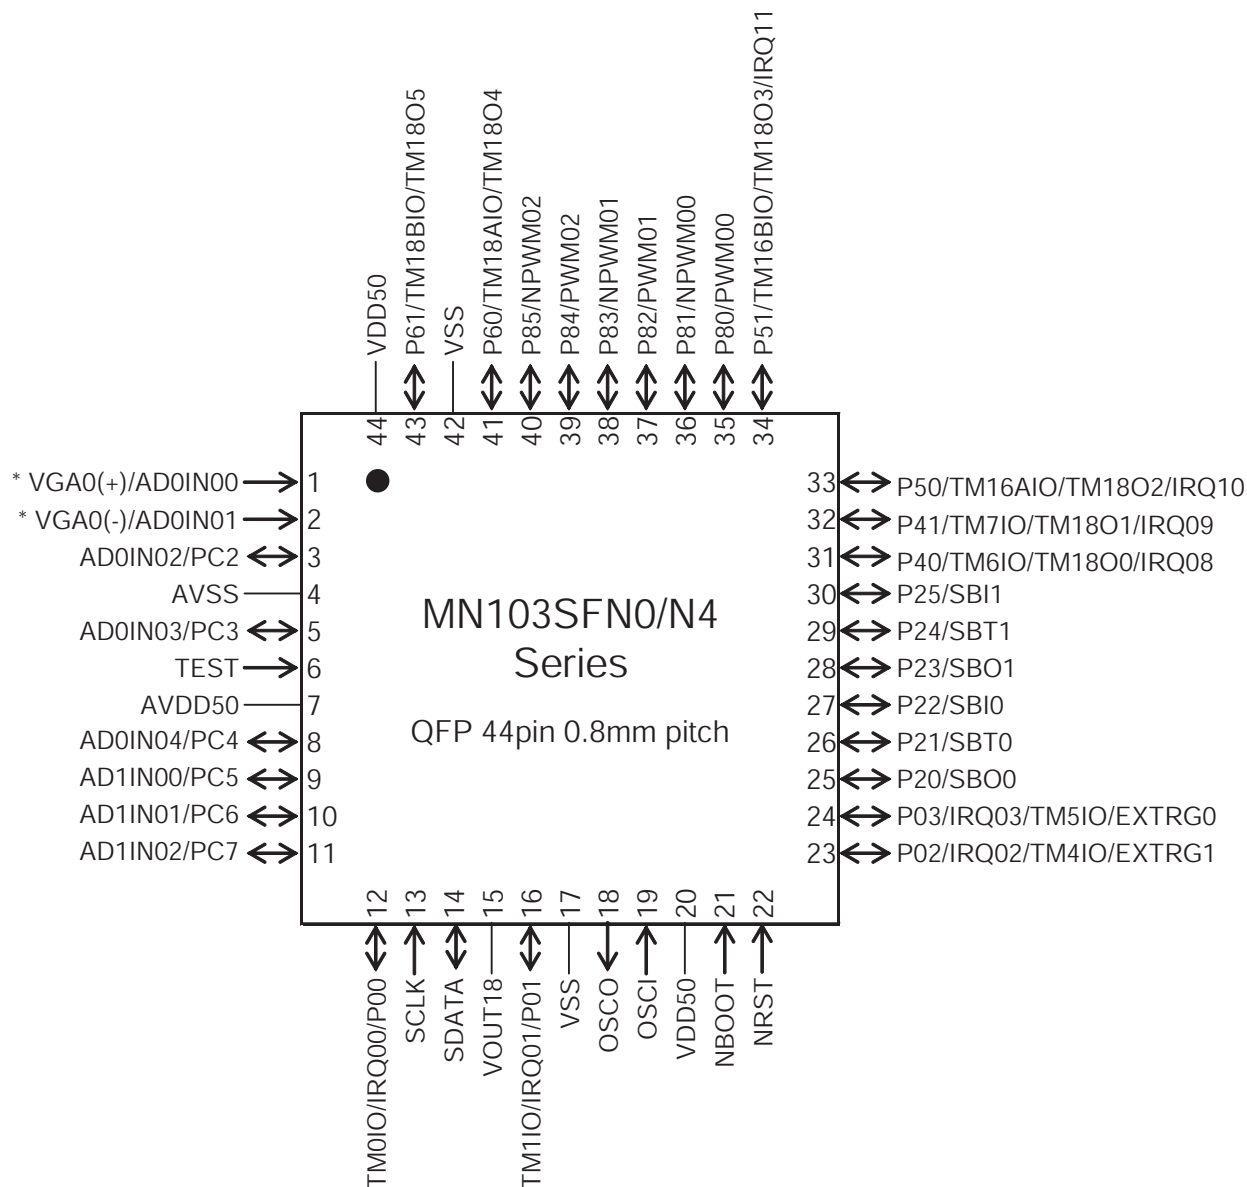 VDD50
P61/TM18BIO/TM18O5
VSS
P60/TM18AIO/TM18O4
P85/NPWM02
P84/PWM02
P83/NPWM01
P82/PWM01
P81/NPWM00
P80/PWM00
P51/TM16BIO/TM18O3/IRQ11
44
43
42
41
40
39
38
37
36
35
34
* VGA0(+)/AD0IN00 1
* VGA0(-)/AD0IN01 2
AD0IN02/PC2 3
AVSS 4
AD0IN03/PC3 5
TEST 6
AVDD50 7
AD0IN04/PC4 8
AD1IN00/PC5 9
AD1IN01/PC6 10
AD1IN02/PC7 11
MN103SFN0/N4
Series
QFP 44pin 0.8mm pitch
33 P50/TM16AIO/TM18O2/IRQ10
32 P41/TM7IO/TM18O1/IRQ09
31 P40/TM6IO/TM18O0/IRQ08
30 P25/SBI1
29 P24/SBT1
28 P23/SBO1
27 P22/SBI0
26 P21/SBT0
25 P20/SBO0
24 P03/IRQ03/TM5IO/EXTRG0
23 P02/IRQ02/TM4IO/EXTRG1
12
13
14
15
16
17
18
19
20
21
22
TM0IO/IRQ00/P00
SCLK
SDATA
VOUT18
TM1IO/IRQ01/P01
VSS
OSCO
OSCI
VDD50
NBOOT
NRST